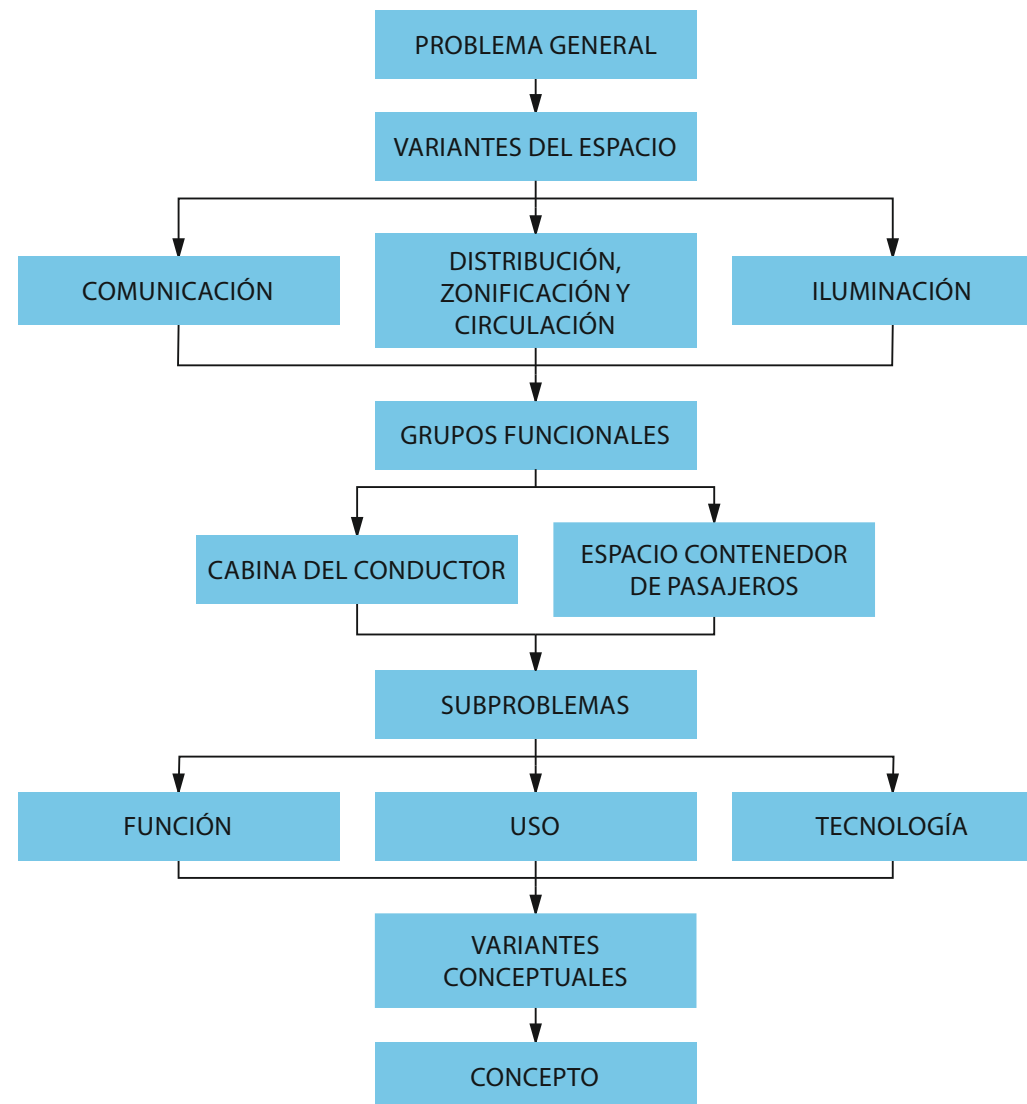 PROBLEMA GENERAL
VARIANTES DEL ESPACIO
COMUNICACIÓN
DISTRIBUCIÓN,
ZONIFICACIÓN Y
CIRCULACIÓN
ILUMINACIÓN
GRUPOS FUNCIONALES
CABINA DEL CONDUCTOR
ESPACIO CONTENEDOR
DE PASAJEROS
SUBPROBLEMAS
FUNCIÓN
USO
TECNOLOGÍA
VARIANTES
CONCEPTUALES
CONCEPTO